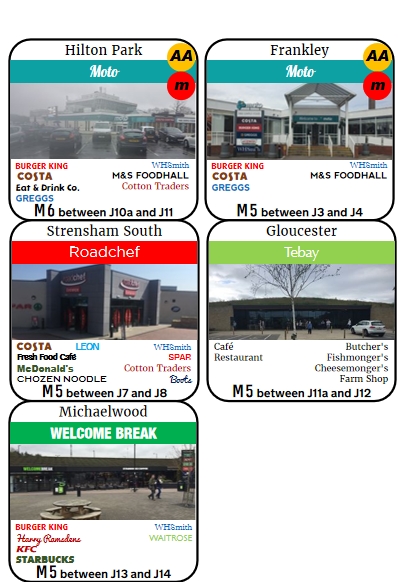 Hilton Park
AA
Moto
m
BURGER KING
COSTA
Eat & Drink Co.
GREGGS
WHSmith
M&S FOODHALL
Cotton Traders
M6 between J10a and J11
Frankley
AA
Moto
m
BURGER KING
COSTA
GREGGS
WHSmith
M&S FOODHALL
M5 between J3 and J4
Strensham South
Roadchef
COSTA LEON
Fresh Food Café
McDonald's
CHOZEN NOODLE
WHSmith
SPAR
Cotton Traders
Boots
M5 between J7 and J8
Gloucester
Tebay
Café
Restaurant
Butcher's
Fishmonger's
Cheesemonger's
Farm Shop
M5 between J11a and J12
Michaelwood
WELCOME BREAK
BURGER KING
Harry Ramsdens
KFC
STARBUCKS
WHSmith
WAITROSE
M5 between J13 and J14